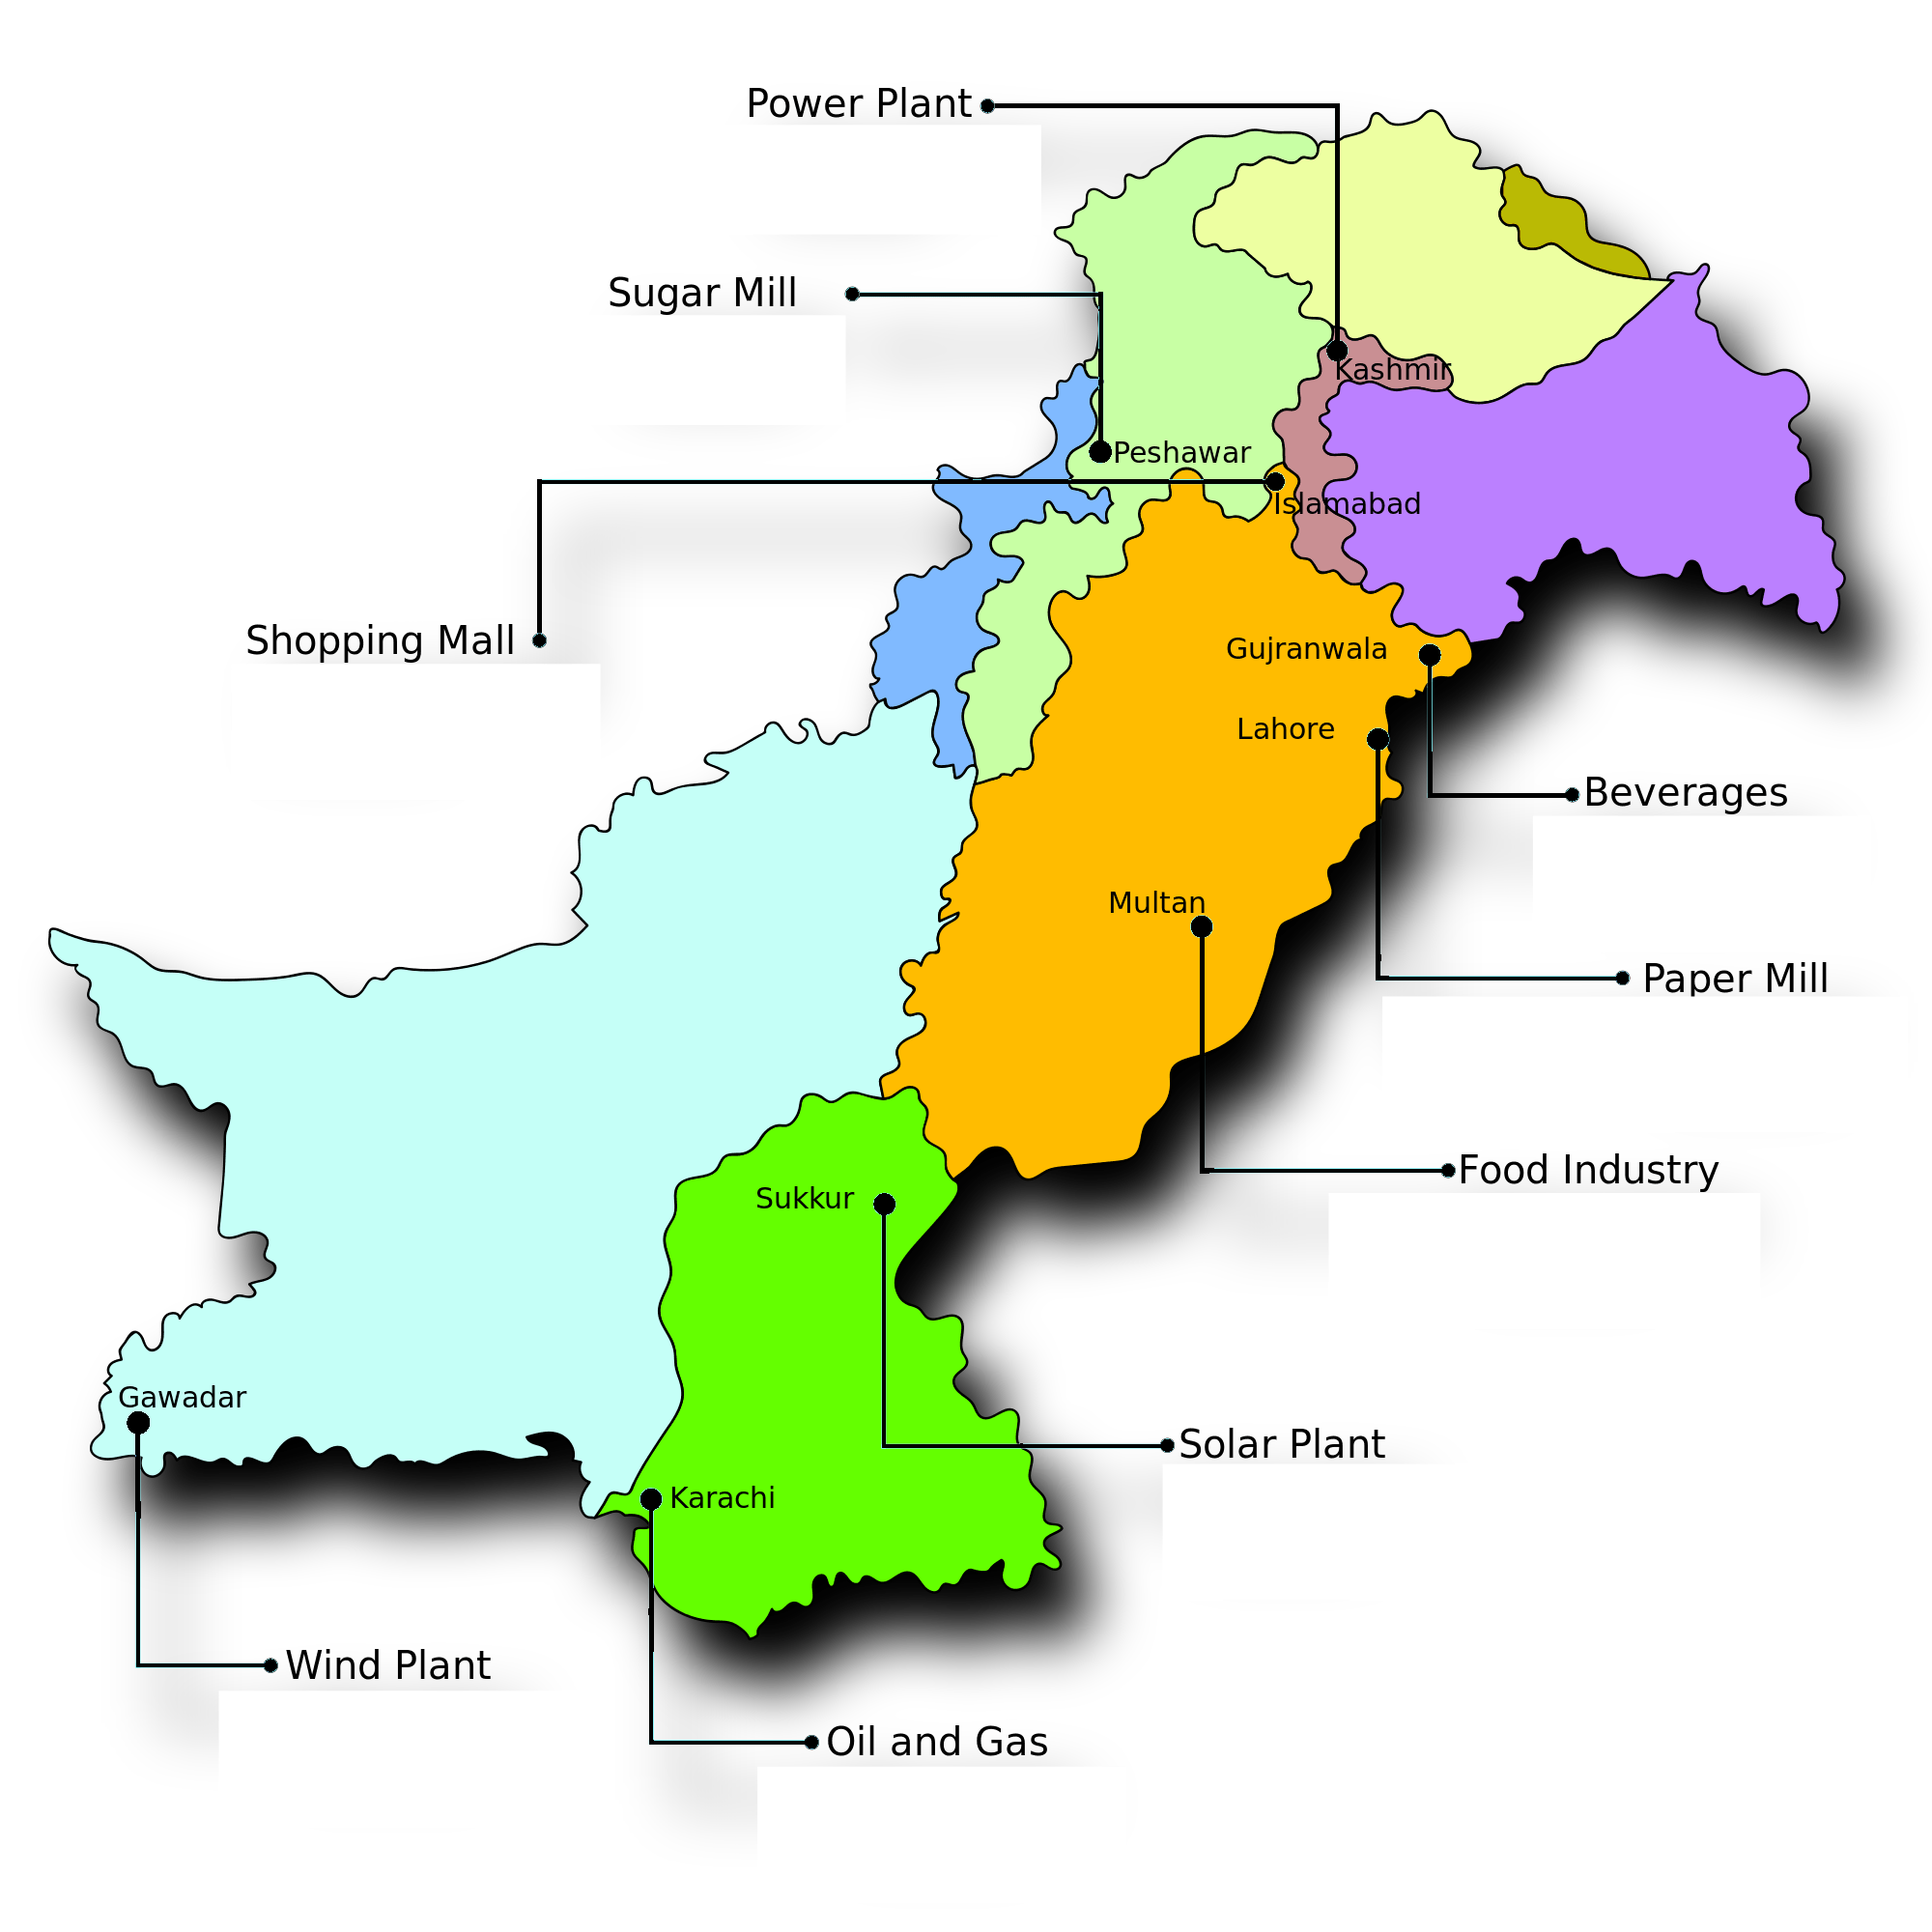 Power Plant
Sugar Mill
Kashmir
Peshawar
Islamabad
Shopping Mall
Gujranwala
Lahore
Beverages
Multan
Paper Mill
Food Industry
Sukkur
Gawadar
Solar Plant
Karachi
Wind Plant
Oil and Gas